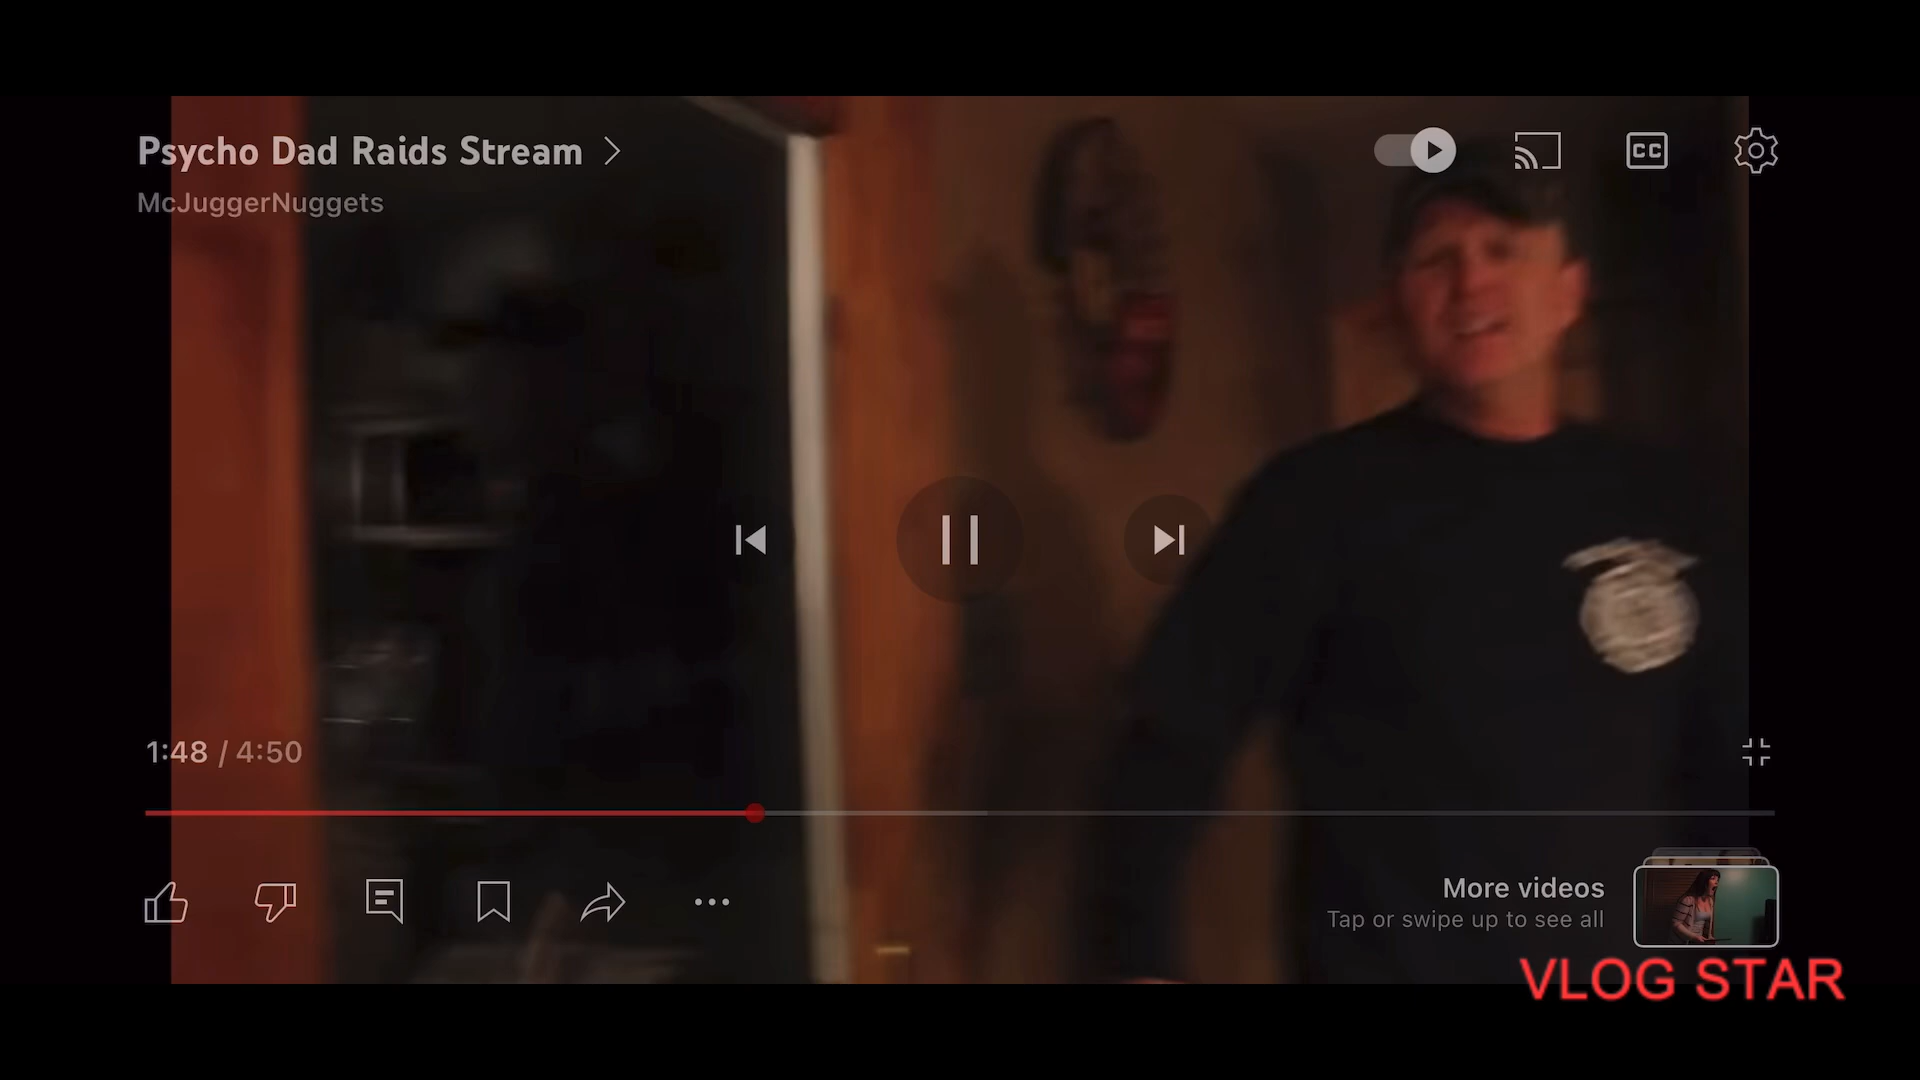 Psycho Dad Raids Stream
McJuggerNuggets
CC
1:48 / 4:50
More videos
Tap or swipe up to see all
VLOG STAR